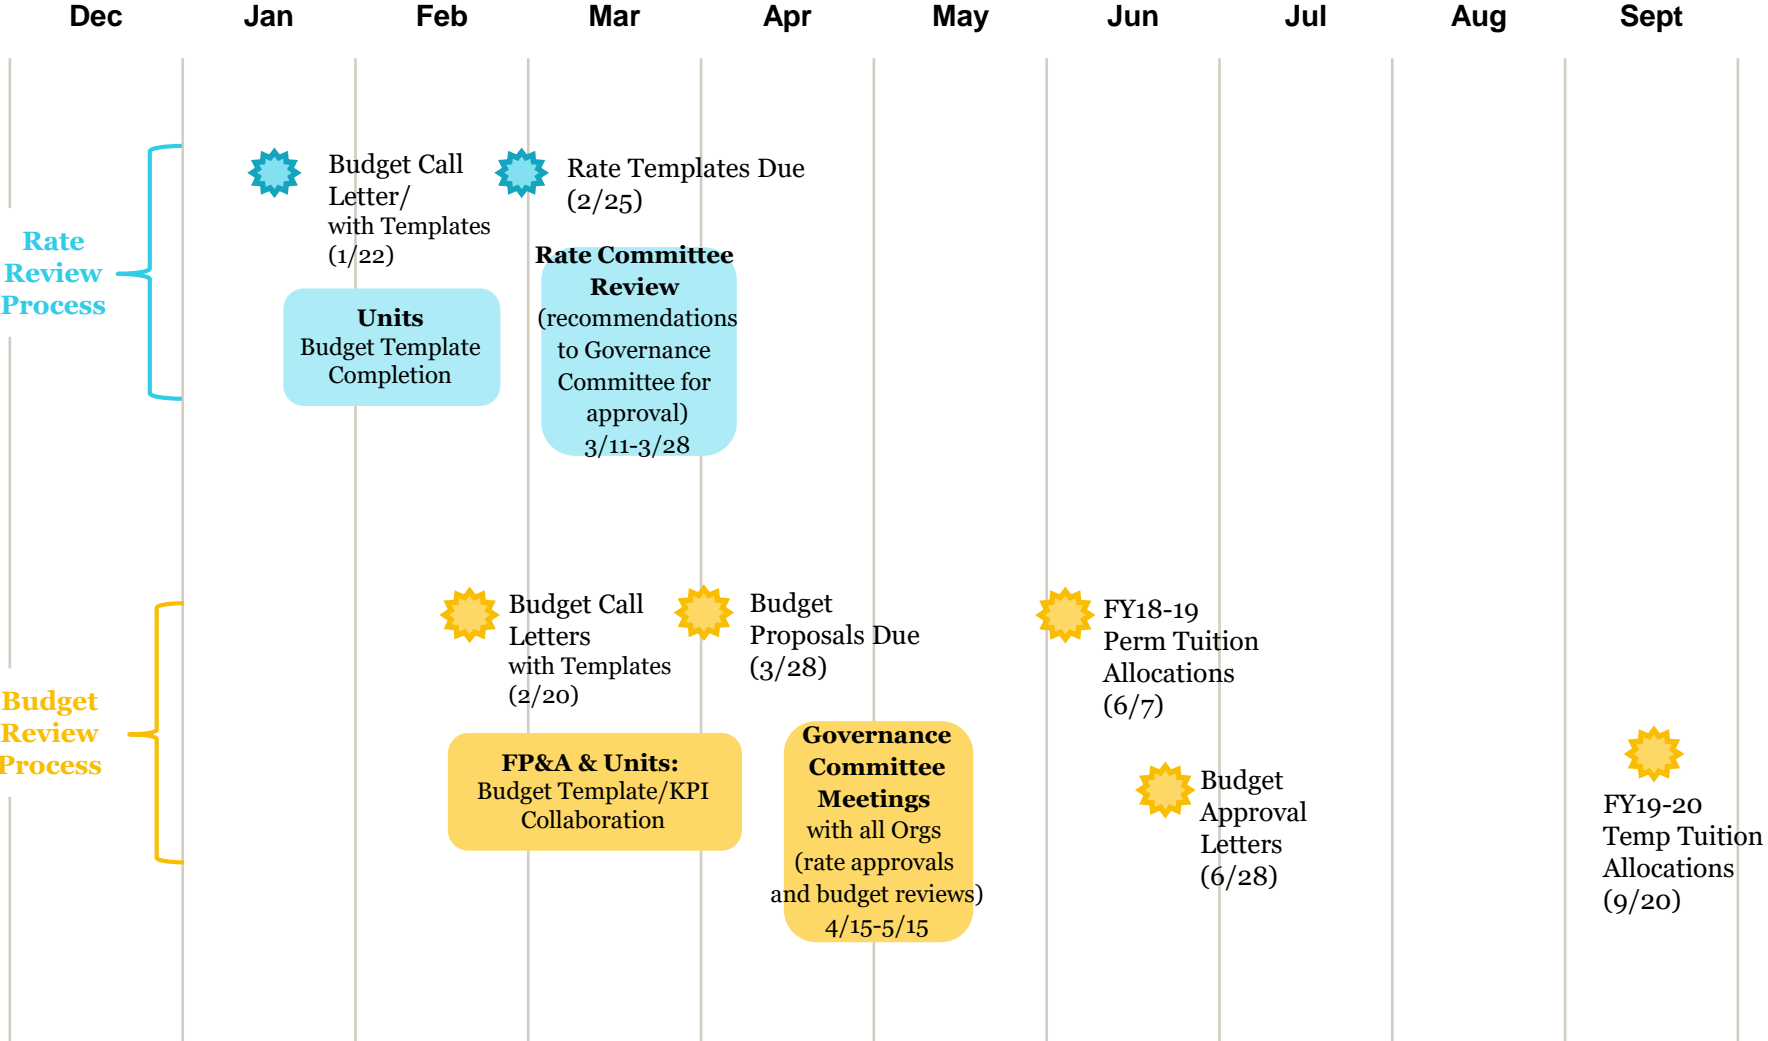 Dec Jan Feb Mar Apr May Jun Jul Aug Sept
Rate
Review
Process
Budget Call
Letter/
with Templates
(1/22)
Rate Templates Due
(2/25)
Units
Budget Template
Completion
Rate Committee
Review
(recommendations
to Governance
Committee for
approval)
3/11-3/28
Budget
Review
Process
Budget Call
Letters
with Templates
(2/20)
Budget
Proposals Due
(3/28)
FY18-19
Perm Tuition
Allocations
(6/7)
FP&A & Units:
Budget Template/KPI
Collaboration
Governance
Committee
Meetings
with all Orgs
(rate approvals
and budget reviews)
4/15-5/15
Budget
Approval
Letters
(6/28)
FY19-20
Temp Tuition
Allocations
(9/20)